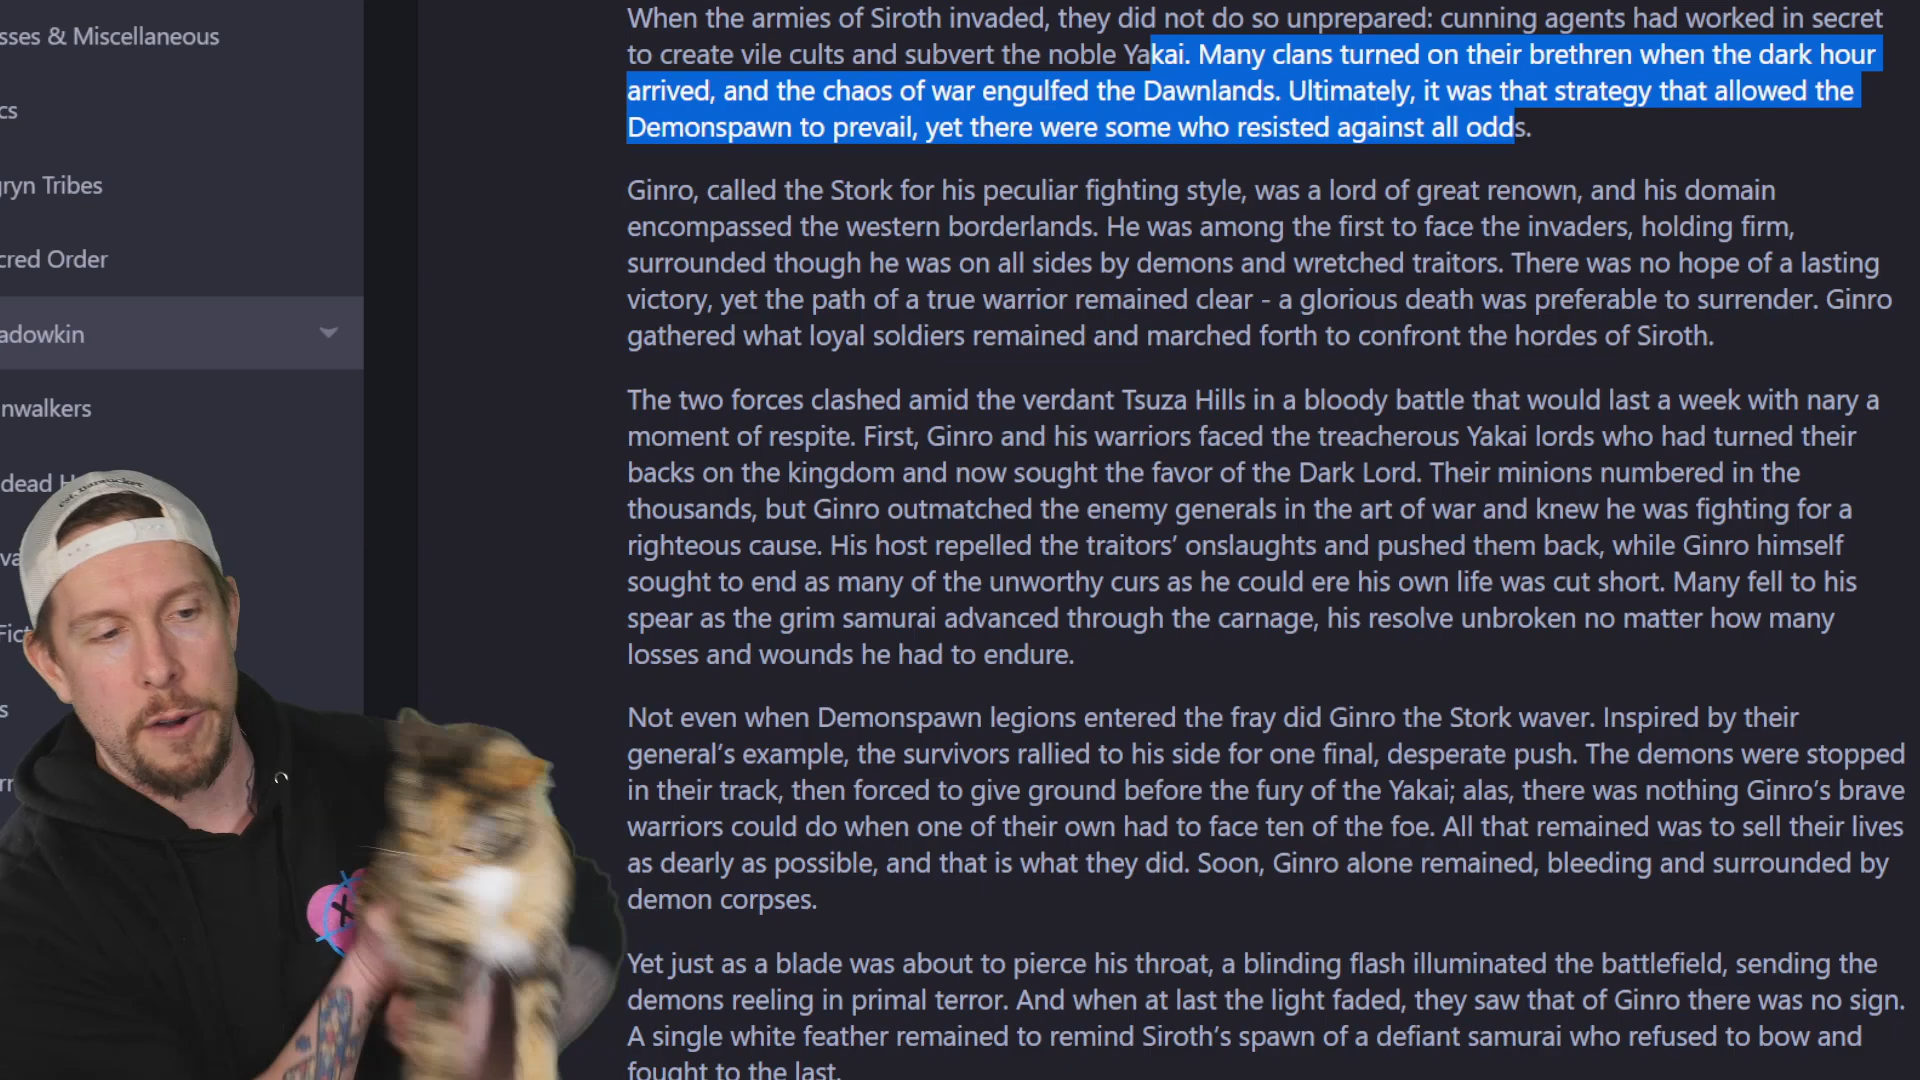 sses & Miscellaneous
cs
gryn Tribes
cred Order
adowkin
nwalkers
dead H
va
Fict
s
rr
When the armies of Siroth invaded, they did not do so unprepared: cunning agents had worked in secret
to create vile cults and subvert the noble Yakai. Many clans turned on their brethren when the dark hour
arrived, and the chaos of war engulfed the Dawnlands. Ultimately, it was that strategy that allowed the
Demonspawn to prevail, yet there were some who resisted against all odds.
Ginro, called the Stork for his peculiar fighting style, was a lord of great renown, and his domain
encompassed the western borderlands. He was among the first to face the invaders, holding firm,
surrounded though he was on all sides by demons and wretched traitors. There was no hope of a lasting
victory, yet the path of a true warrior remained clear - a glorious death was preferable to surrender. Ginro
gathered what loyal soldiers remained and marched forth to confront the hordes of Siroth.
The two forces clashed amid the verdant Tsuza Hills in a bloody battle that would last a week with nary a
moment of respite. First, Ginro and his warriors faced the treacherous Yakai lords who had turned their
backs on the kingdom and now sought the favor of the Dark Lord. Their minions numbered in the
thousands, but Ginro outmatched the enemy generals in the art of war and knew he was fighting for a
righteous cause. His host repelled the traitors’ onslaughts and pushed them back, while Ginro himself
sought to end as many of the unworthy curs as he could ere his own life was cut short. Many fell to his
spear as the grim samurai advanced through the carnage, his resolve unbroken no matter how many
losses and wounds he had to endure.
Not even when Demonspawn legions entered the fray did Ginro the Stork waver. Inspired by their
general’s example, the survivors rallied to his side for one final, desperate push. The demons were stopped
in their track, then forced to give ground before the fury of the Yakai; alas, there was nothing Ginro’s brave
warriors could do when one of their own had to face ten of the foe. All that remained was to sell their lives
as dearly as possible, and that is what they did. Soon, Ginro alone remained, bleeding and surrounded by
demon corpses.
Yet just as a blade was about to pierce his throat, a blinding flash illuminated the battlefield, sending the
demons reeling in primal terror. And when at last the light faded, they saw that of Ginro there was no sign.
A single white feather remained to remind Siroth’s spawn of a defiant samurai who refused to bow and
fought to the last.